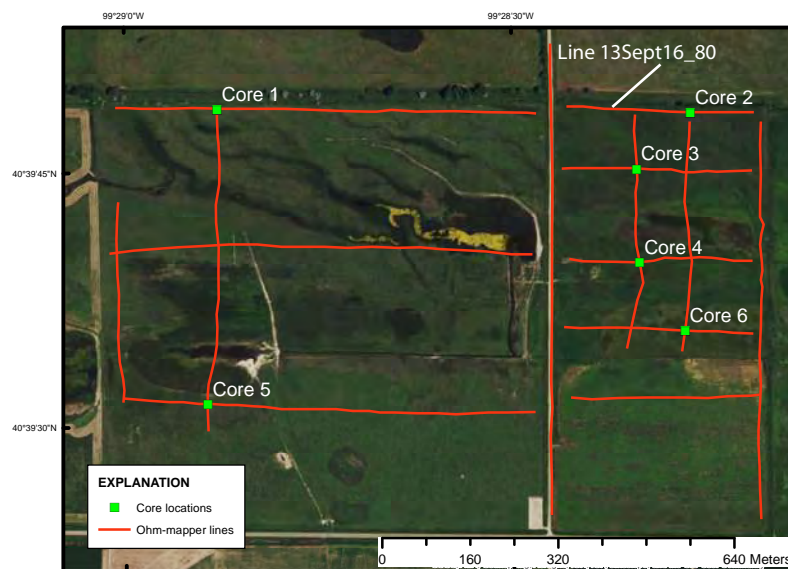 99°29'0"W
99°28'30"W
Line 13Sept16_80
Core 1
Core 2
Core 3
40°39'45"N
Core 4
Core 6
Core 5
40°39'30"N
EXPLANATION
Core locations
Ohm-mapper lines
0 160 320 640 Meters